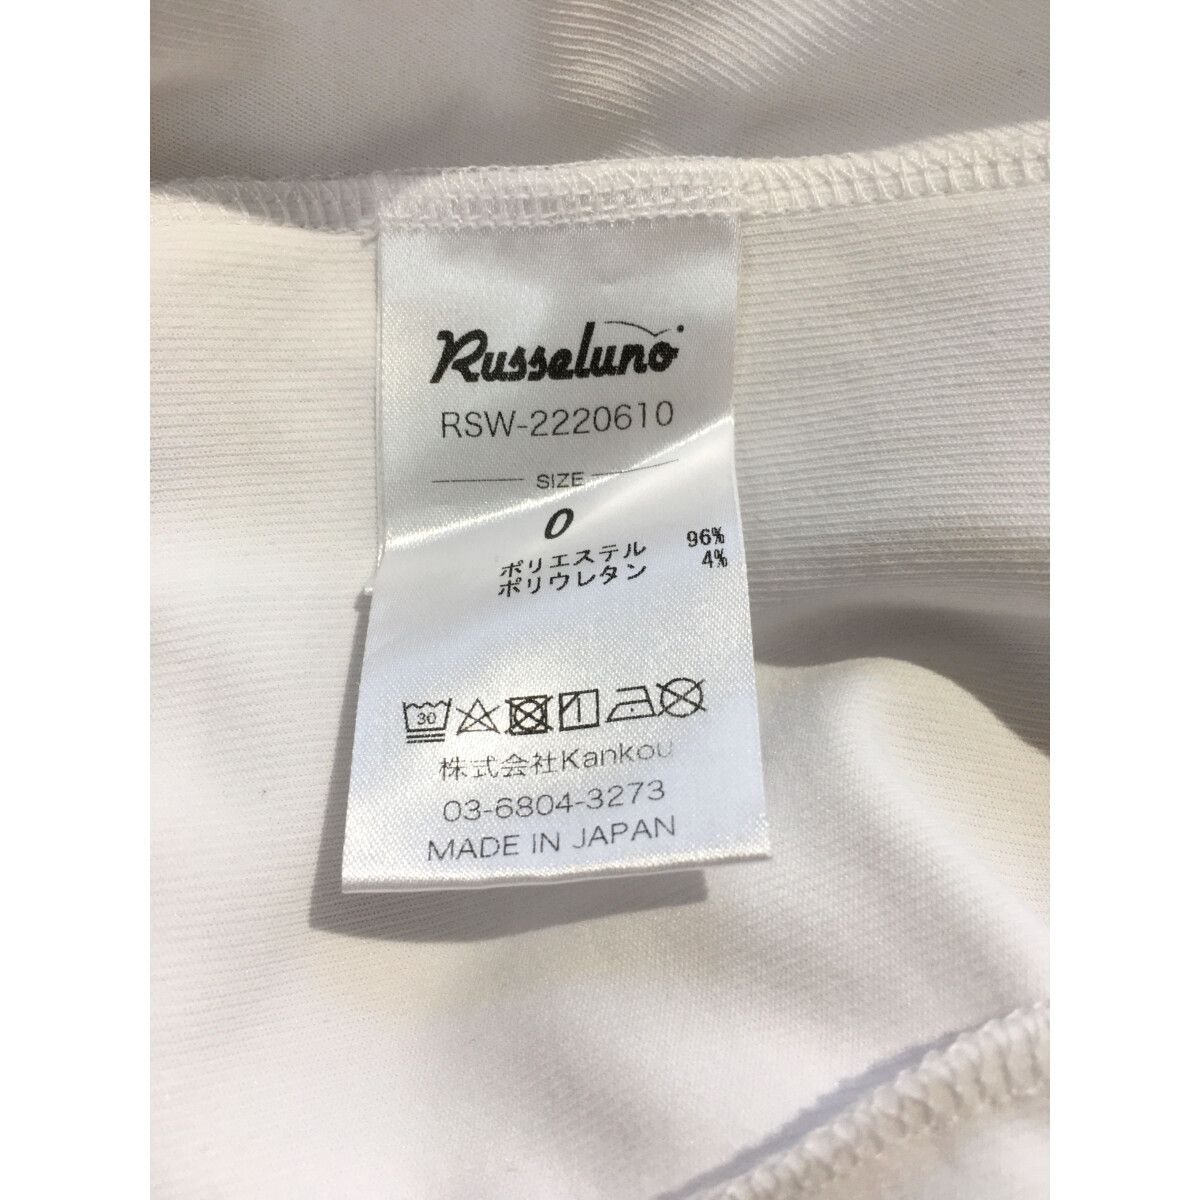 Russeluno
RSW-2220610
SIZE
0
ポリエステル 96%
ポリウレタン 4%
30
株式会社Kankou
03-6804-3273
MADE IN JAPAN